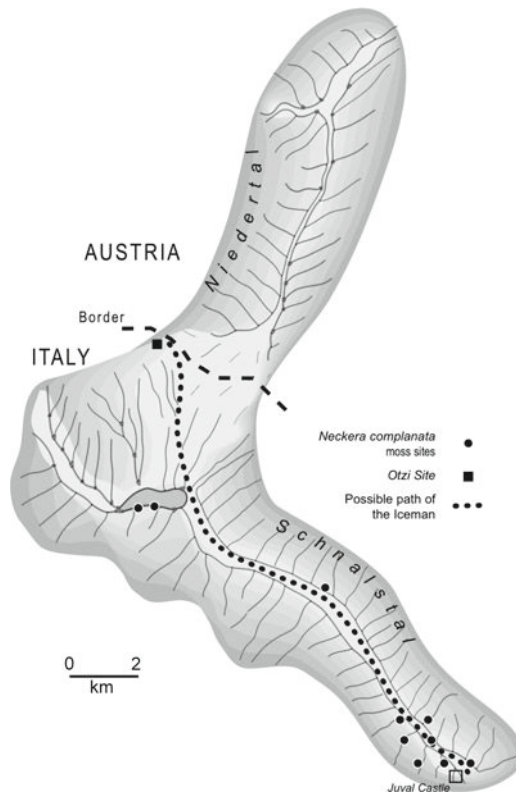 Niedertal
AUSTRIA
Border
ITALY
Neckera complanata
moss sites
Otzi Site
Possible path of
the Iceman
Schnalstal
0 2
km
Juval Castle